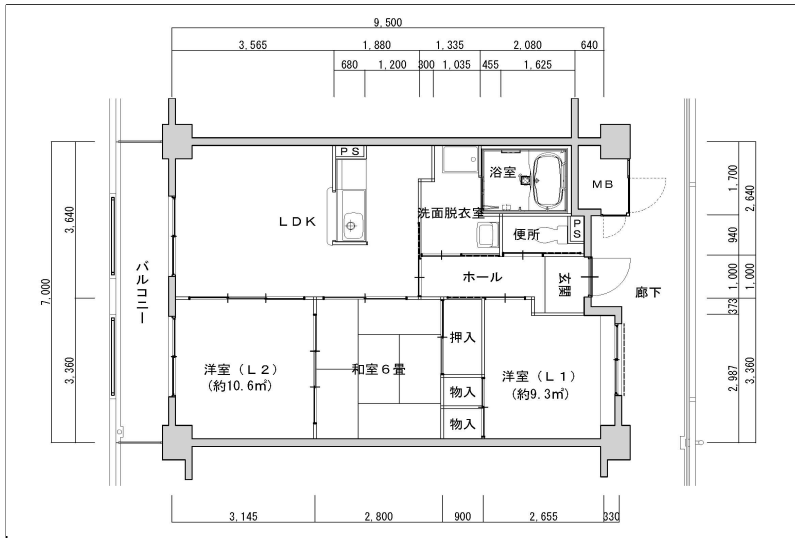 9,500
3,565
1,880
1,335
2,080
640
680
1,200
300
1,035
455
1,625
PS
浴室
MB
1,700
2,640
LDK
洗面脱衣室
便所
PS
940
3,640
7,000
バルコニー
ホール
玄関
廊下
1,000
1,000
373
押入
洋室(L2)
(約10.6㎡)
和室6畳
洋室(L1)
(約9.3㎡)
物入
物入
3,360
2,987
3,360
3,145
2,800
900
2,655
330